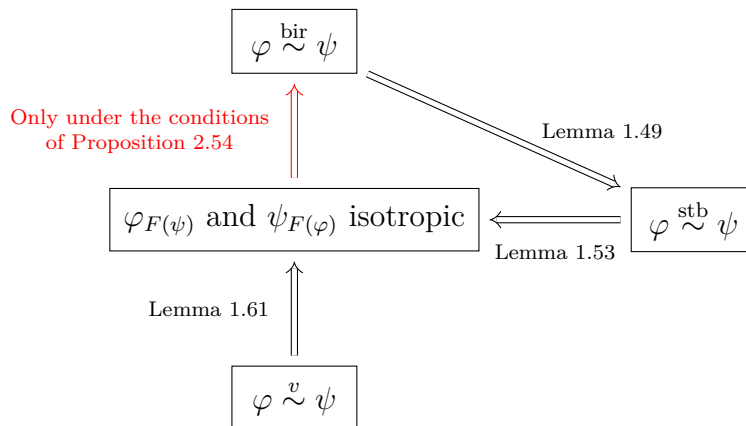 φ bir∼ ψ
Only under the conditions
of Proposition 2.54
Lemma 1.49
φ_{F(ψ)} and ψ_{F(φ)} isotropic
φ stb∼ ψ
Lemma 1.53
Lemma 1.61
φ v∼ ψ